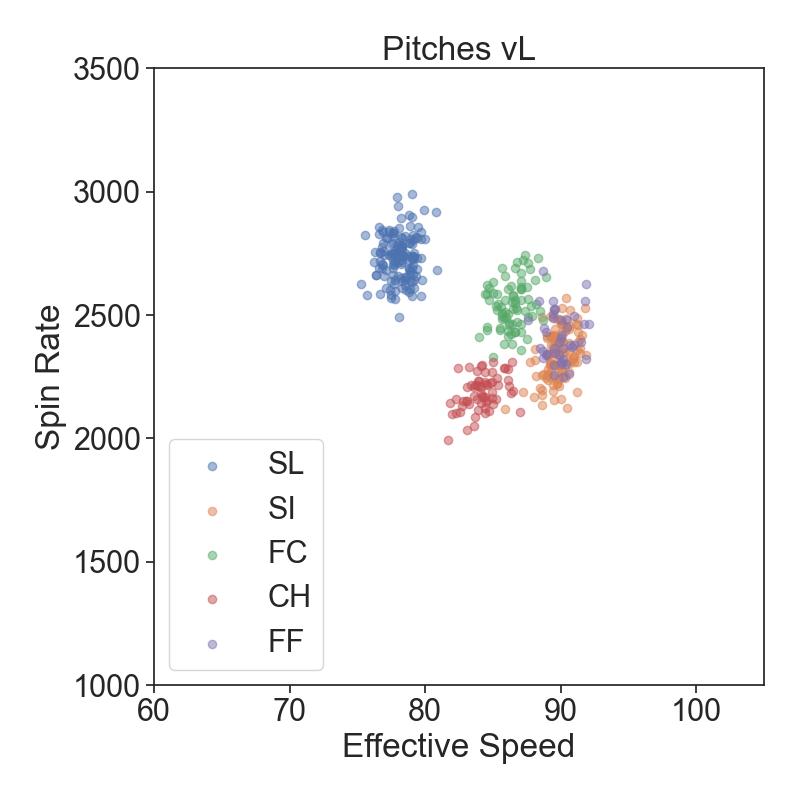 Pitches vL
3500
3000
2500
2000
1500
1000
Spin Rate
SL
SI
FC
CH
FF
60 70 80 90 100
Effective Speed